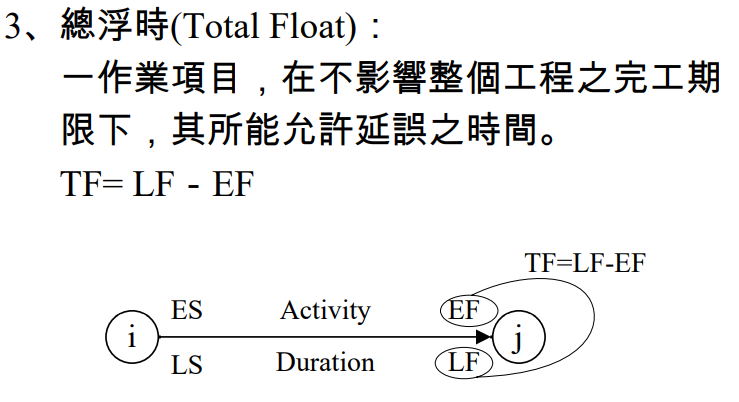 3、總浮時(Total Float)：
一作業項目，在不影響整個工程之完工期
限下，其所能允許延誤之時間。
TF= LF - EF
TF=LF-EF
ES Activity EF
i j
LS Duration LF